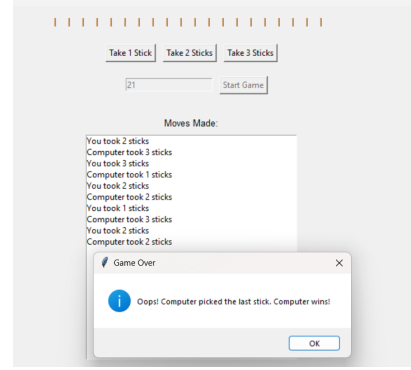 Take 1 Stick Take 2 Sticks Take 3 Sticks
21 Start Game
Moves Made:
You took 2 sticks
Computer took 3 sticks
You took 3 sticks
Computer took 1 sticks
You took 2 sticks
Computer took 2 sticks
You took 1 sticks
Computer took 3 sticks
You took 2 sticks
Computer took 2 sticks
Game Over
Oops! Computer picked the last stick. Computer wins!
OK